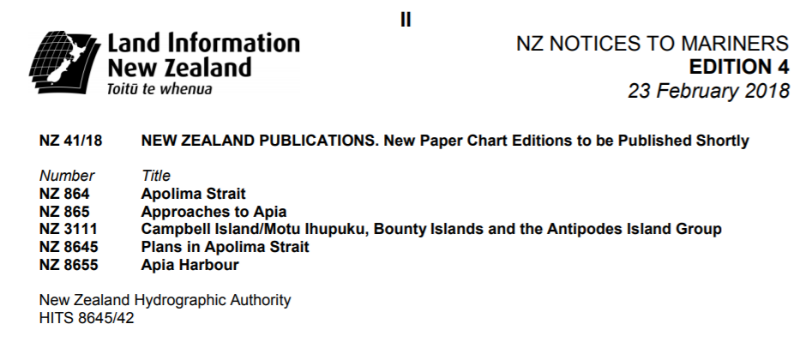 II
Land Information
New Zealand
Toitū te whenua
NZ NOTICES TO MARINERS
EDITION 4
23 February 2018
NZ 41/18 NEW ZEALAND PUBLICATIONS. New Paper Chart Editions to be Published Shortly
Number Title
NZ 864 Apolima Strait
NZ 865 Approaches to Apia
NZ 3111 Campbell Island/Motu Ihupuku, Bounty Islands and the Antipodes Island Group
NZ 8645 Plans in Apolima Strait
NZ 8655 Apia Harbour
New Zealand Hydrographic Authority
HITS 8645/42